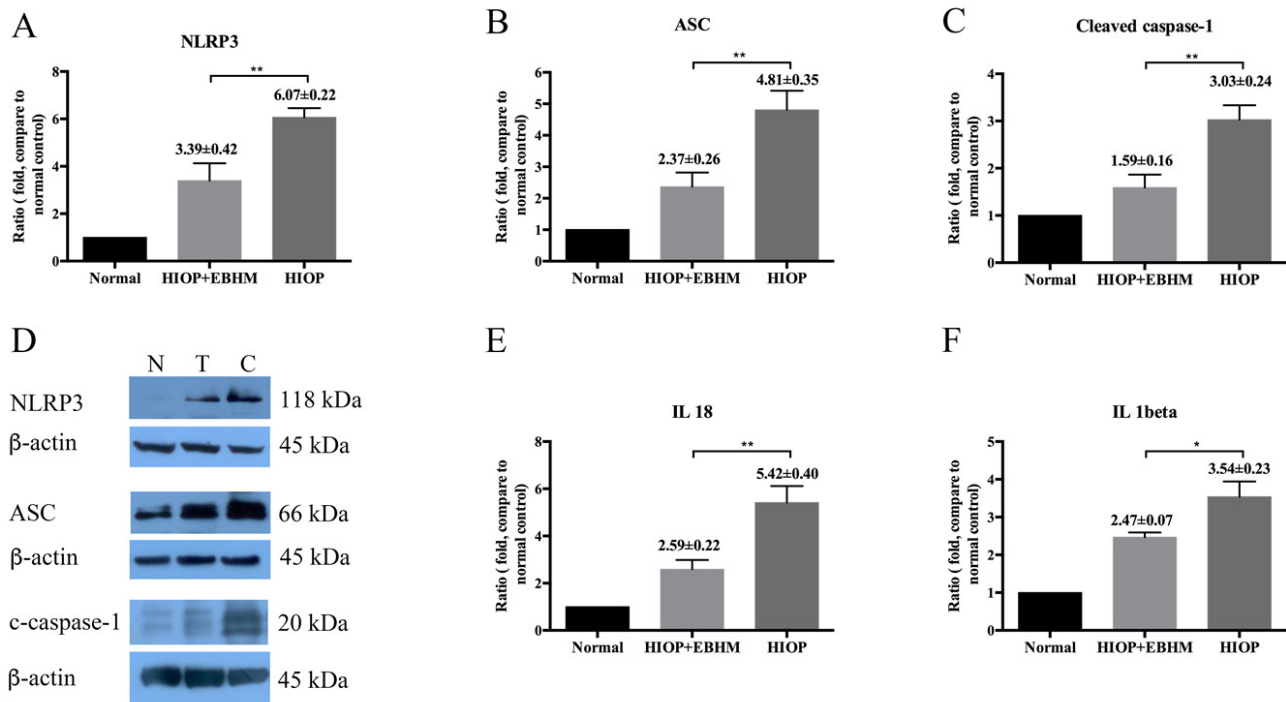 A
NLRP3
Ratio ( fold, compare to
normal control)
8
6
4
2
0
**
3.39±0.42
6.07±0.22
Normal
HIOP+EBHM
HIOP
B
ASC
Ratio ( fold, compare to
normal control)
6
5
4
3
2
1
0
**
2.37±0.26
4.81±0.35
Normal
HIOP+EBHM
HIOP
C
Cleaved caspase-1
Ratio ( fold, compare to
normal control)
4
3
2
1
0
**
1.59±0.16
3.03±0.24
Normal
HIOP+EBHM
HIOP
D
N T C
NLRP3 118 kDa
β-actin 45 kDa
ASC 66 kDa
β-actin 45 kDa
c-caspase-1 20 kDa
β-actin 45 kDa
E
IL 18
Ratio ( fold, compare to
normal control)
8
6
4
2
0
**
2.59±0.22
5.42±0.40
Normal
HIOP+EBHM
HIOP
F
IL 1beta
Ratio ( fold, compare to
normal control)
5
4
3
2
1
0
*
2.47±0.07
3.54±0.23
Normal
HIOP+EBHM
HIOP